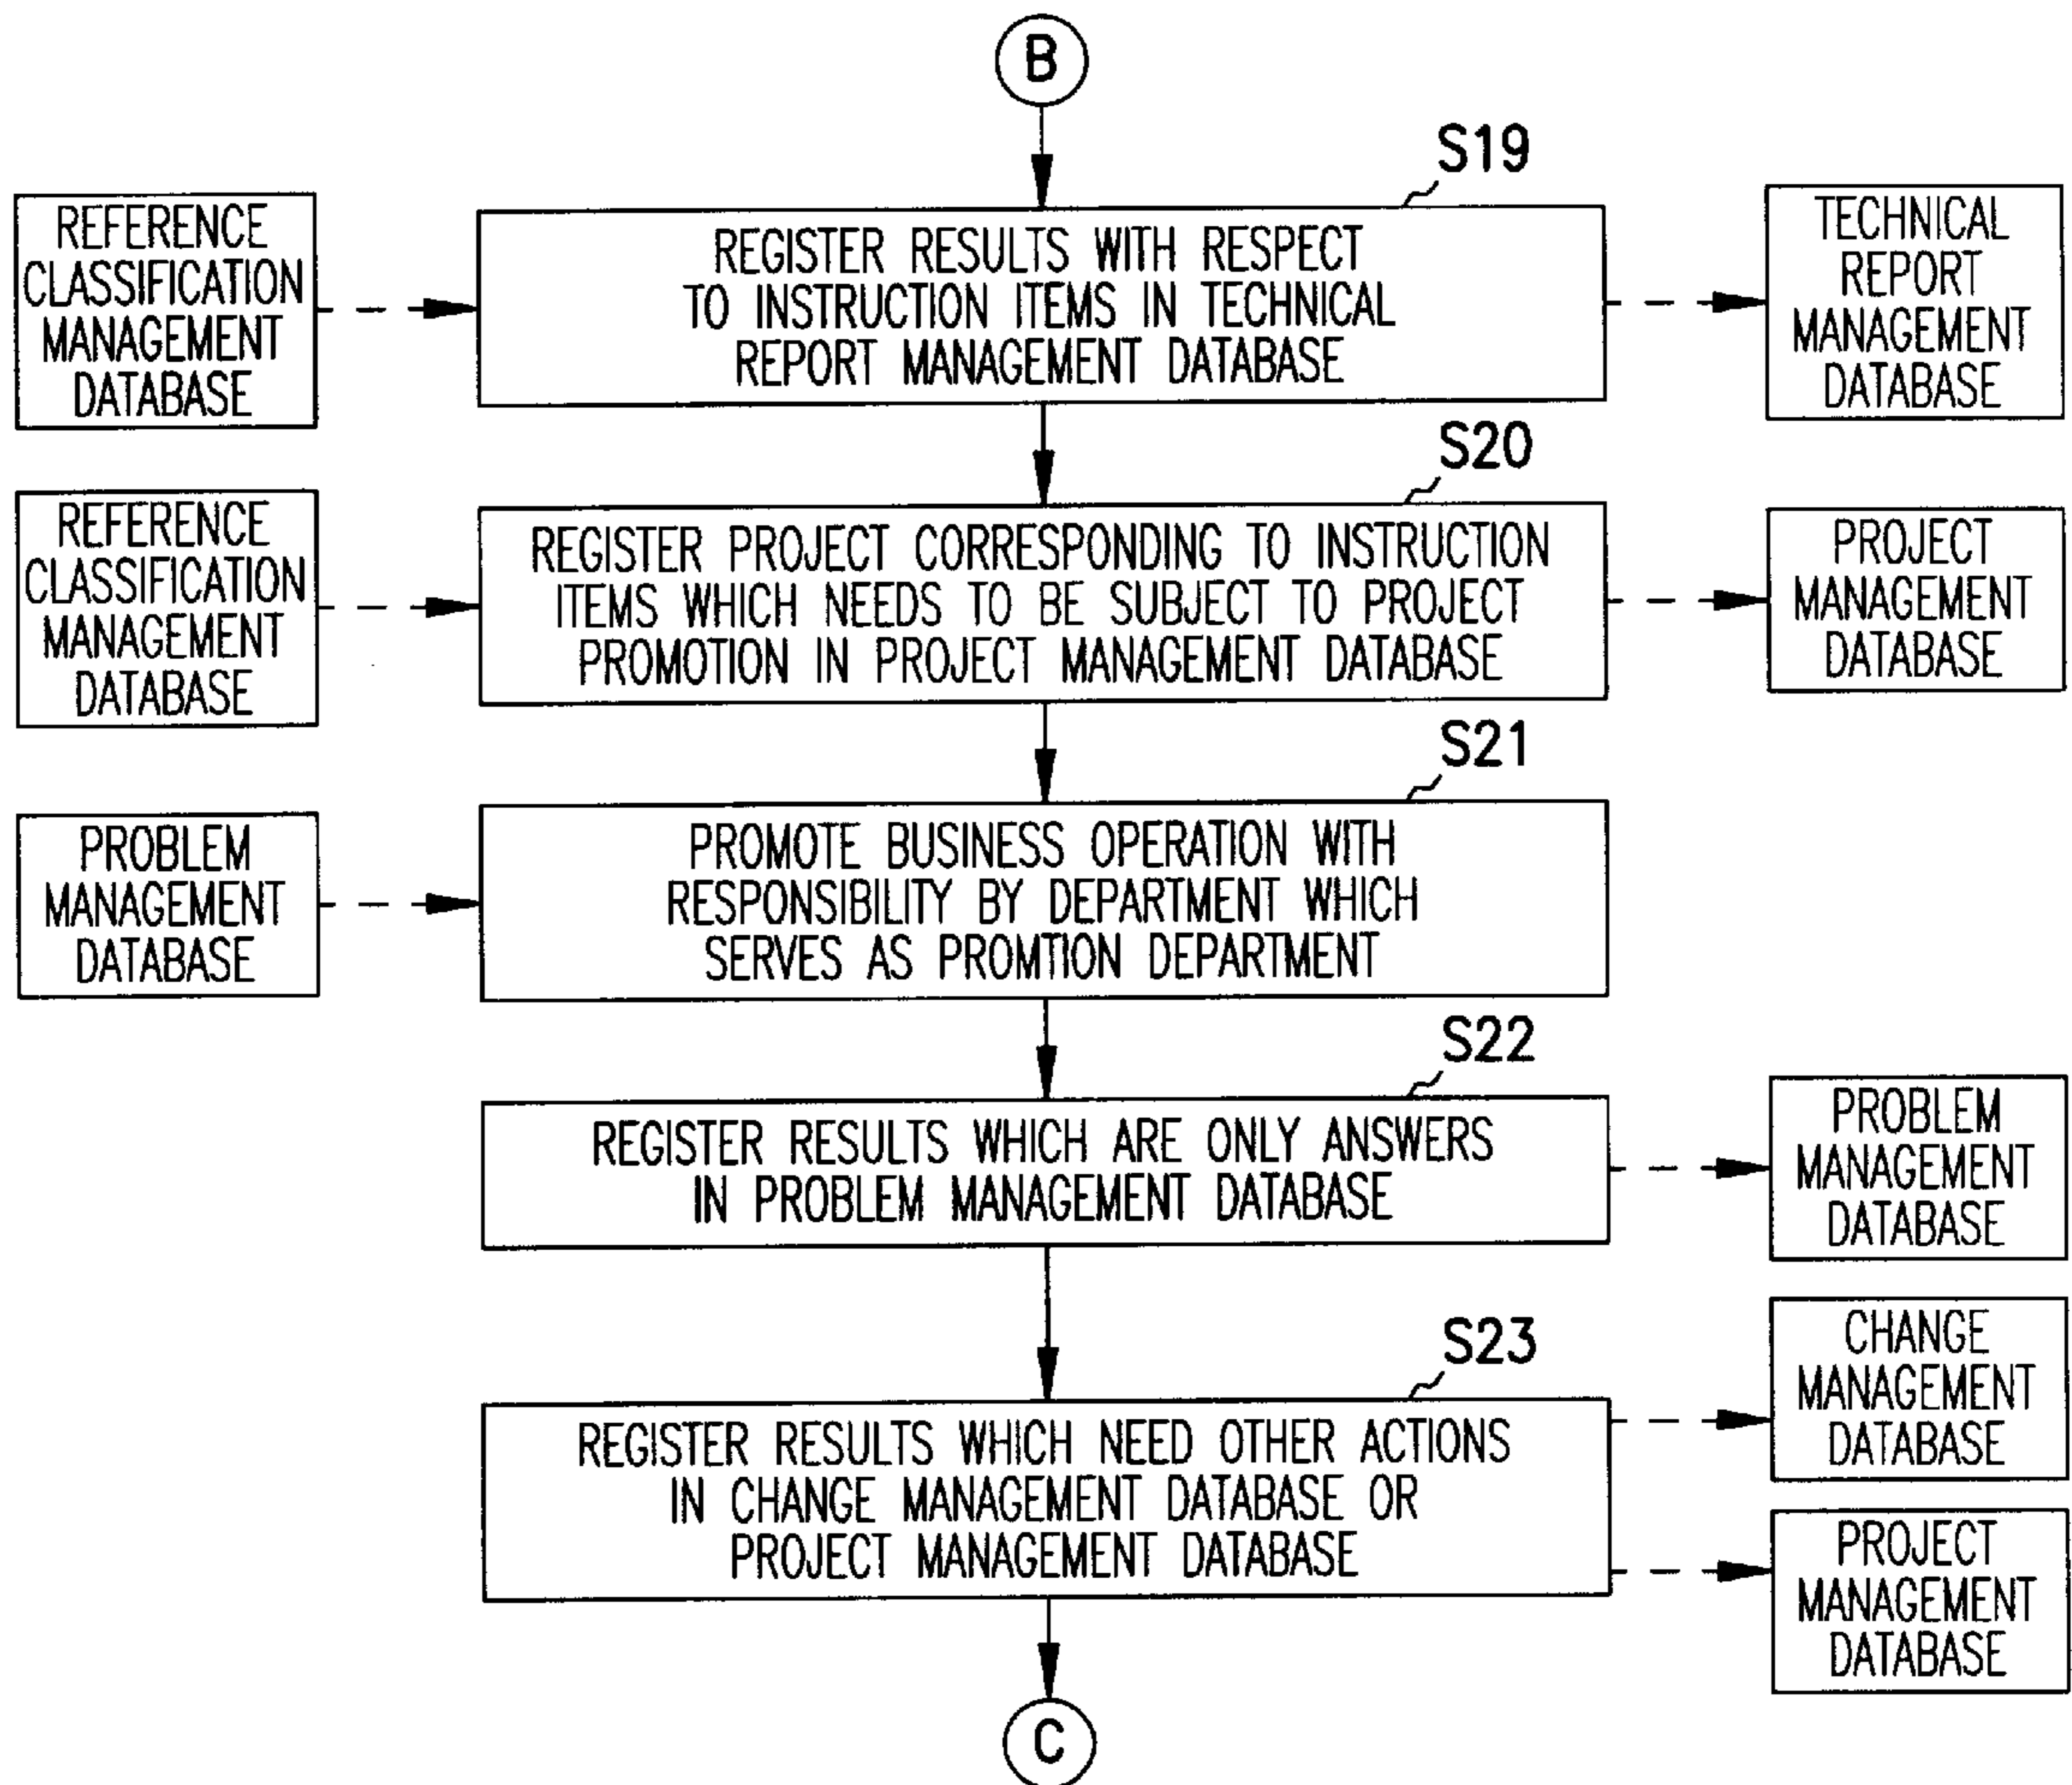 B
S19
REFERENCE
CLASSIFICATION
MANAGEMENT
DATABASE
REGISTER RESULTS WITH RESPECT
TO INSTRUCTION ITEMS IN TECHNICAL
REPORT MANAGEMENT DATABASE
TECHNICAL
REPORT
MANAGEMENT
DATABASE
S20
REFERENCE
CLASSIFICATION
MANAGEMENT
DATABASE
REGISTER PROJECT CORRESPONDING TO INSTRUCTION
ITEMS WHICH NEEDS TO BE SUBJECT TO PROJECT
PROMOTION IN PROJECT MANAGEMENT DATABASE
PROJECT
MANAGEMENT
DATABASE
S21
PROBLEM
MANAGEMENT
DATABASE
PROMOTE BUSINESS OPERATION WITH
RESPONSIBILITY BY DEPARTMENT WHICH
SERVES AS PROMTION DEPARTMENT
S22
REGISTER RESULTS WHICH ARE ONLY ANSWERS
IN PROBLEM MANAGEMENT DATABASE
PROBLEM
MANAGEMENT
DATABASE
S23
REGISTER RESULTS WHICH NEED OTHER ACTIONS
IN CHANGE MANAGEMENT DATABASE OR
PROJECT MANAGEMENT DATABASE
CHANGE
MANAGEMENT
DATABASE
PROJECT
MANAGEMENT
DATABASE
C